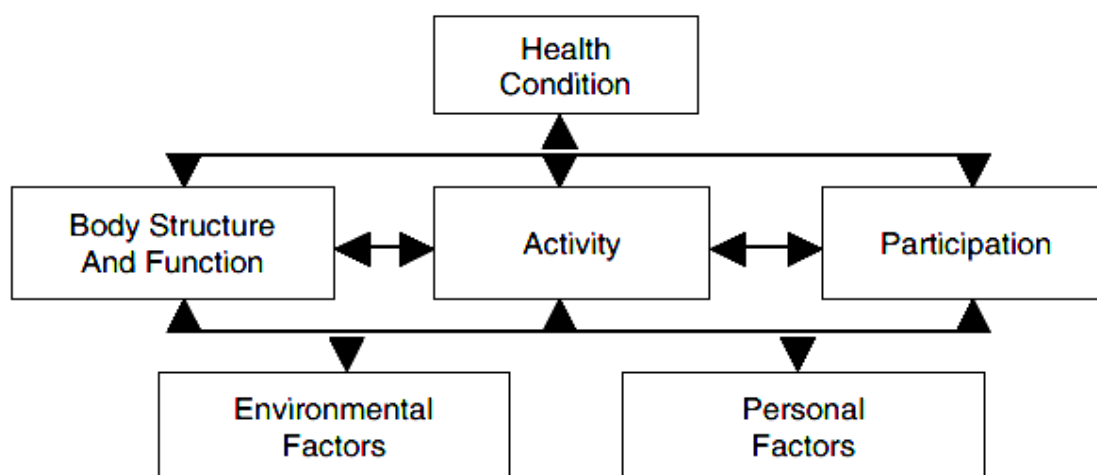 Health
Condition
Body Structure
And Function
Activity
Participation
Environmental
Factors
Personal
Factors